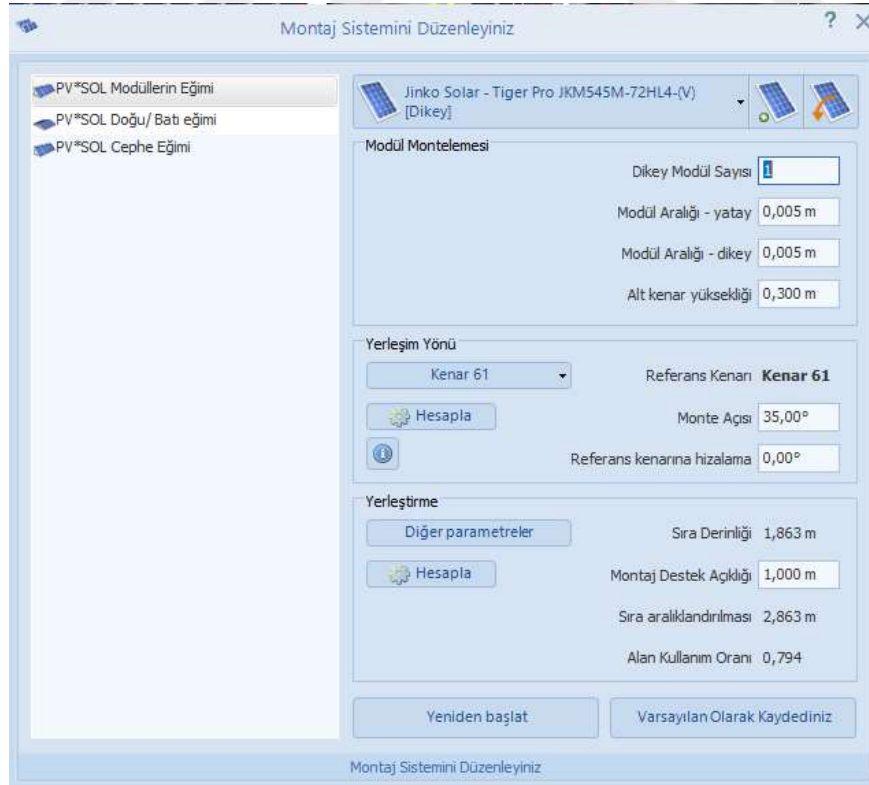 Montaj Sistemini Düzenleyiniz
?
PV*SOL Modüllerin Eğimi
PV*SOL Doğu/ Batı eğimi
PV*SOL Cephe Eğimi
Jinko Solar - Tiger Pro JKM545M-72HL4-(V)
[Dikey]
Modül Montelemesi
Dikey Modül Sayısı 1
Modül Aralığı - yatay 0,005 m
Modül Aralığı - dikey 0,005 m
Alt kenar yüksekliği 0,300 m
Yerleşim Yönü
Kenar 61 Referans Kenarı Kenar 61
Hesapla Monte Açısı 35,00°
Referans kenarına hizalama 0,00°
Yerleştirme
Diğer parametreler Sıra Derinliği 1,863 m
Hesapla Montaj Destek Açıklığı 1,000 m
Sıra aralıklandırılması 2,863 m
Alan Kullanım Oranı 0,794
Yeniden başlat Varsayılan Olarak Kaydediniz
Montaj Sistemini Düzenleyiniz